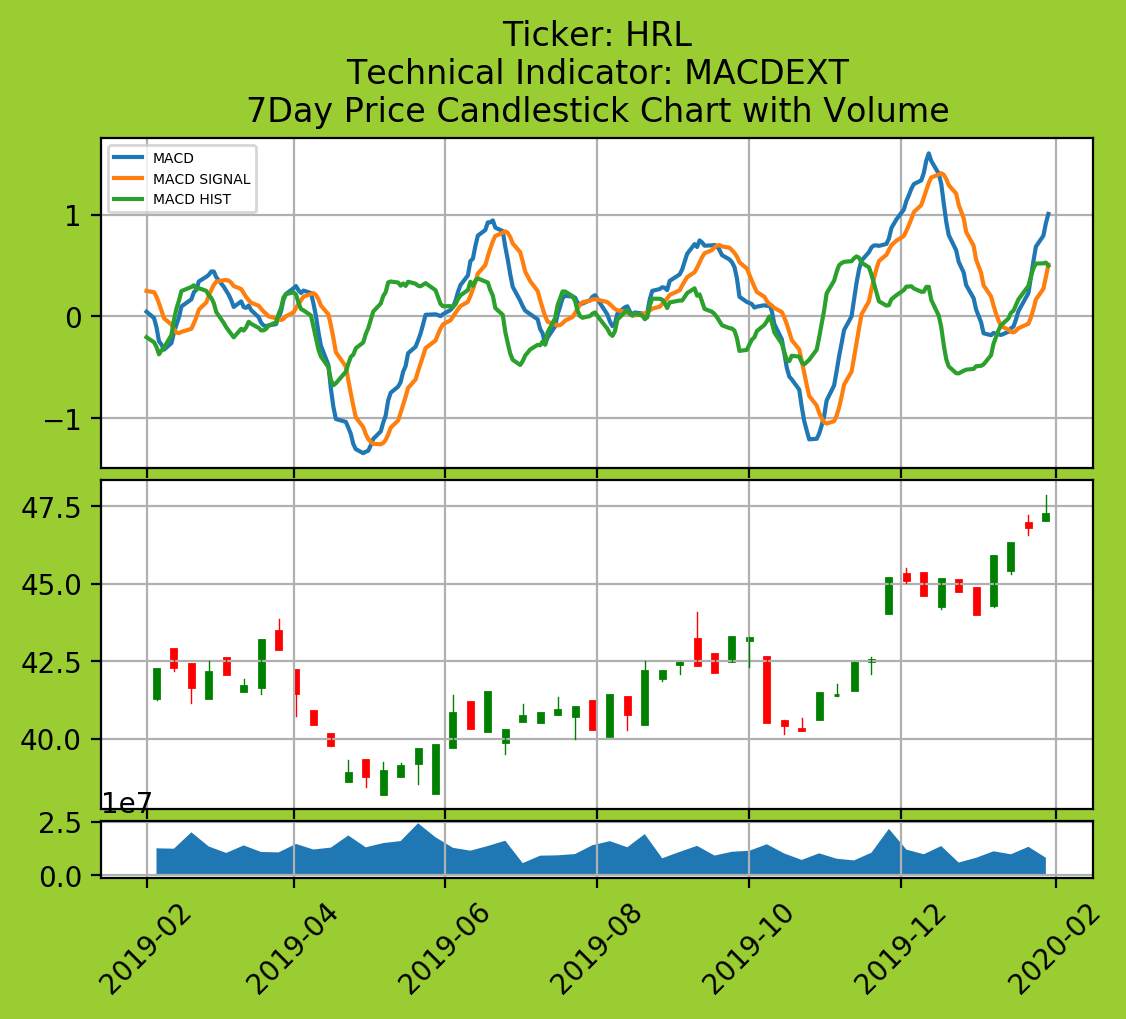 Ticker: HRL
Technical Indicator: MACDEXT
7Day Price Candlestick Chart with Volume
MACD
MACD SIGNAL
MACD HIST
1
0
−1
47.5
45.0
42.5
40.0
1e7
2.5
0.0
2019-02
2019-04
2019-06
2019-08
2019-10
2019-12
2020-02